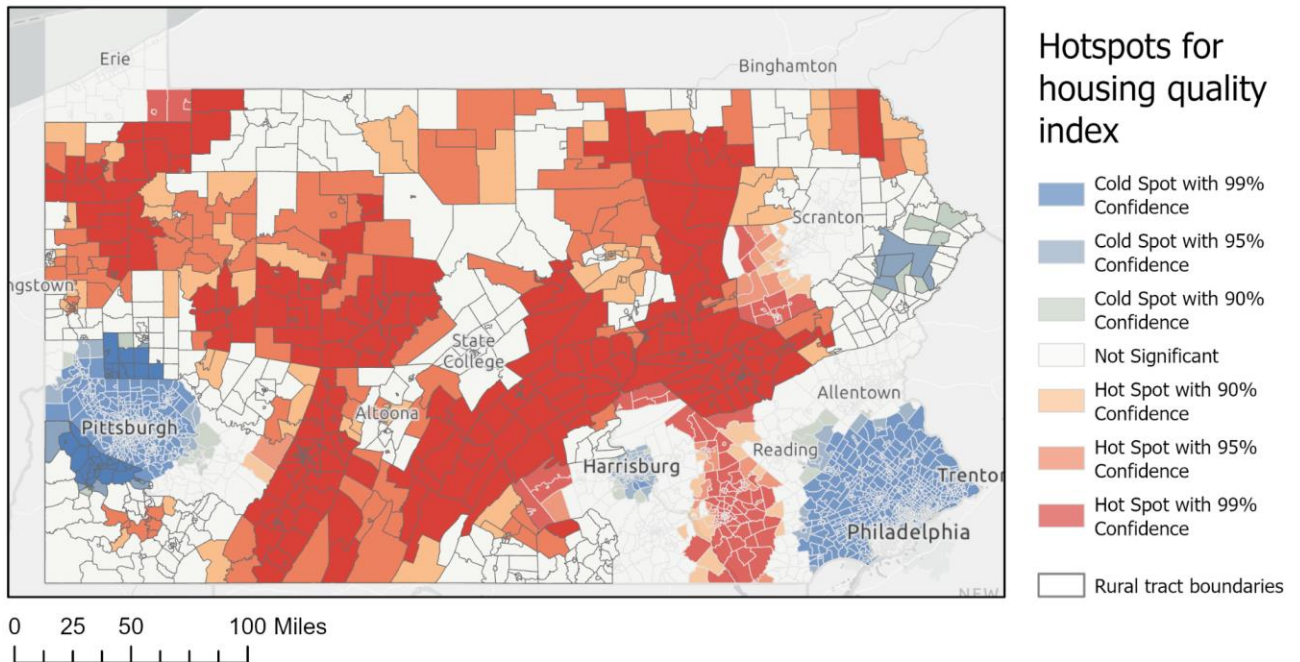 Erie
Binghamton
Scranton
ngstown
State
College
Altoona
Allentown
Pittsburgh
Reading
Harrisburg
Trenton
Philadelphia
NEW
0 25 50 100 Miles
Hotspots for
housing quality
index
Cold Spot with 99%
Confidence
Cold Spot with 95%
Confidence
Cold Spot with 90%
Confidence
Not Significant
Hot Spot with 90%
Confidence
Hot Spot with 95%
Confidence
Hot Spot with 99%
Confidence
Rural tract boundaries